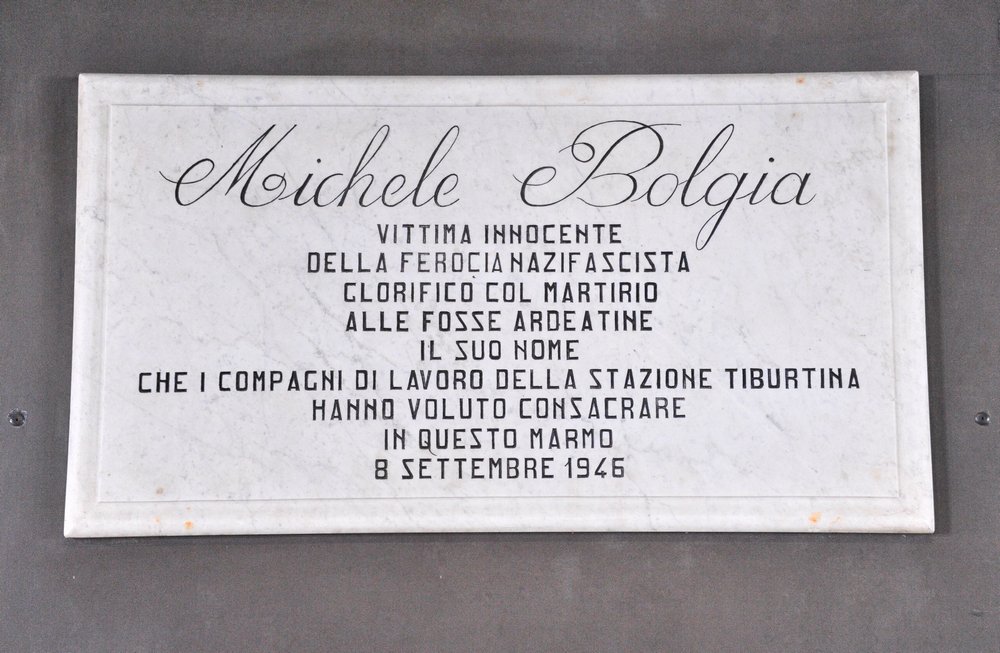 Michele Bolgia
VITTIMA INNOCENTE
DELLA FEROCIA NAZIFASCISTA
GLORIFICO COL MARTIRIO
ALLE FOSSE ARDEATINE
IL SUO NOME
CHE I COMPAGNI DI LAVORO DELLA STAZIONE TIBURTINA
HANNO VOLUTO CONSACRARE
IN QUESTO MARMO
8 SETTEMBRE 1946